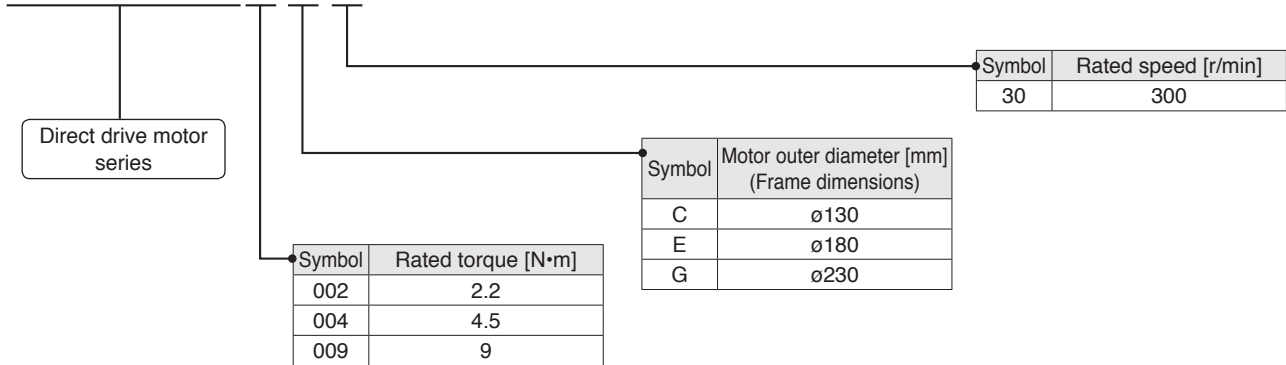 Symbol Rated speed [r/min]
30 300
Direct drive motor
series
Symbol Motor outer diameter [mm]
(Frame dimensions)
C ø130
E ø180
G ø230
Symbol Rated torque [N•m]
002 2.2
004 4.5
009 9